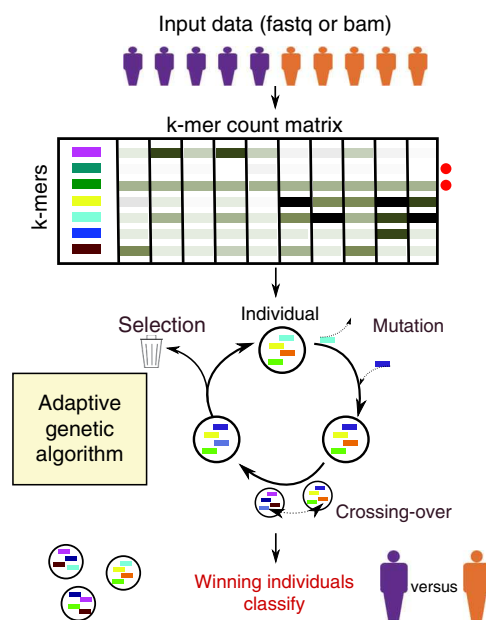 Input data (fastq or bam)
k-mer count matrix
k-mers
Individual
Selection
Mutation
Adaptive
genetic
algorithm
Crossing-over
Winning individuals
classify
versus